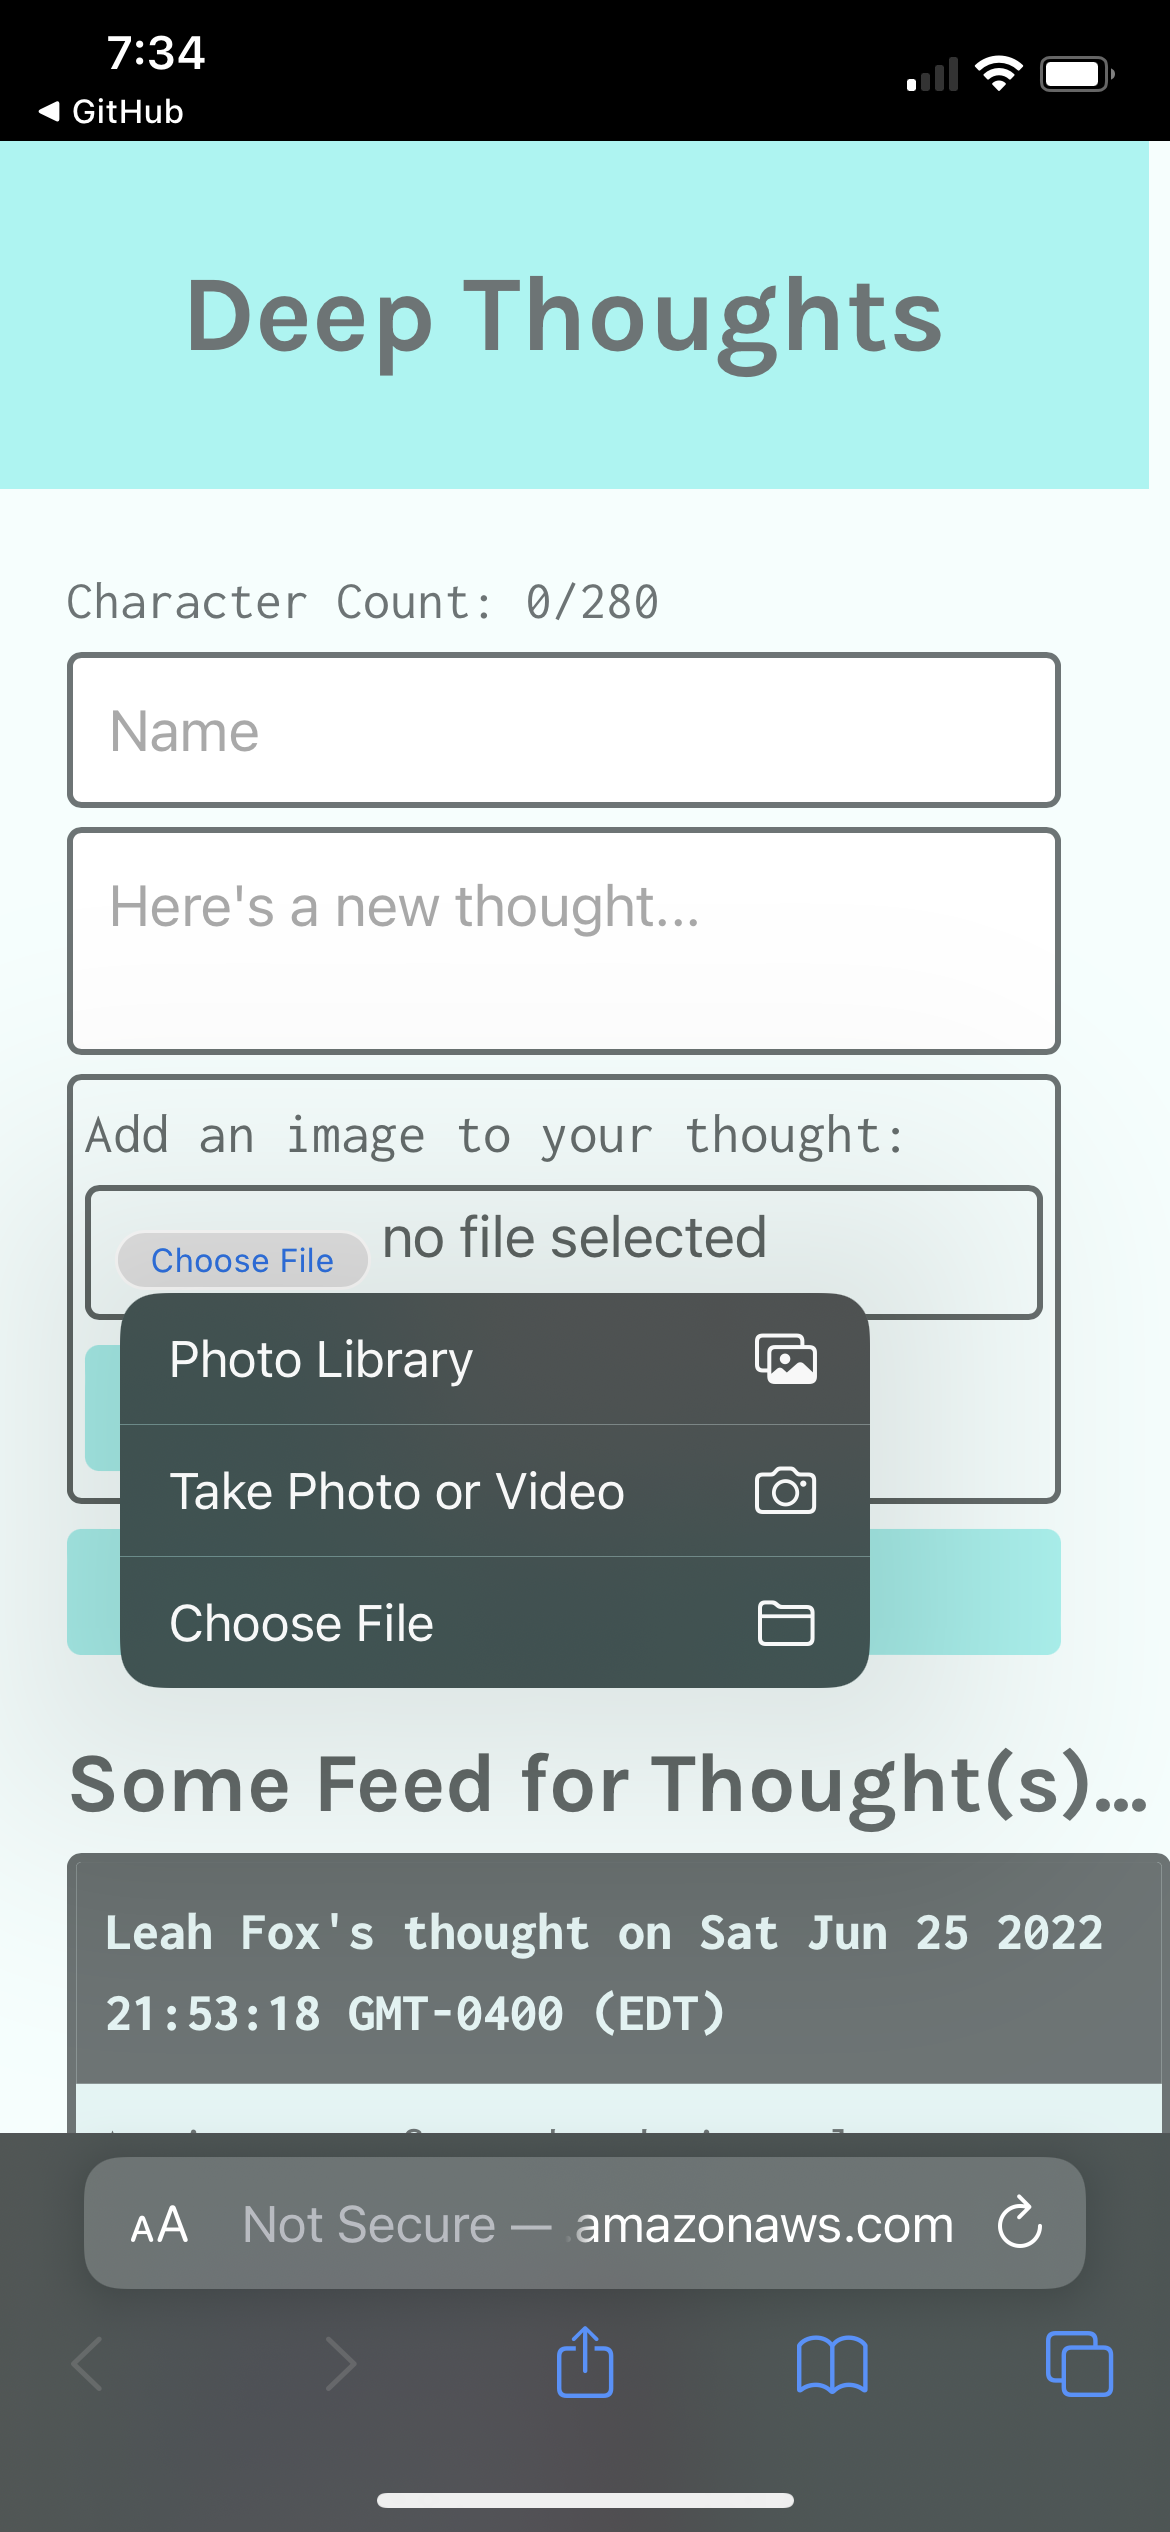 7:34
◀ GitHub
Deep Thoughts
Character Count: 0/280
Name
Here's a new thought...
Add an image to your thought:
Choose File no file selected
Photo Library
Take Photo or Video
Choose File
Some Feed for Thought(s)...
Leah Fox's thought on Sat Jun 25 2022
21:53:18 GMT-0400 (EDT)
AA Not Secure — .amazonaws.com